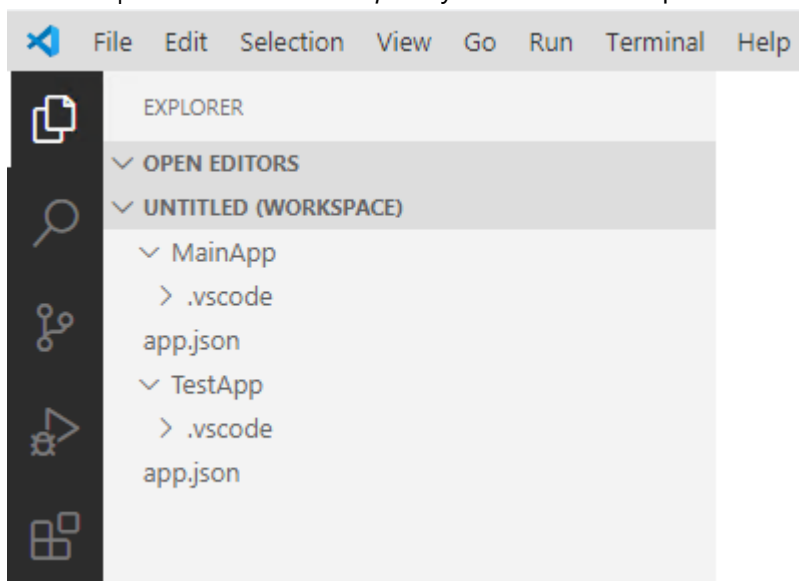 File Edit Selection View Go Run Terminal Help
EXPLORER
OPEN EDITORS
UNTITLED (WORKSPACE)
MainApp
.vscode
app.json
TestApp
.vscode
app.json